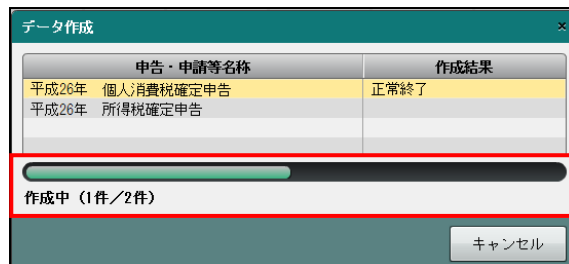 データ作成 ×
申告・申請等名称 作成結果
平成26年 個人消費税確定申告 正常終了
平成26年 所得税確定申告
作成中（1件／2件）
キャンセル